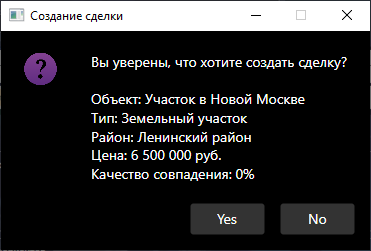 Создание сделки
Вы уверены, что хотите создать сделку?
Объект: Участок в Новой Москве
Тип: Земельный участок
Район: Ленинский район
Цена: 6 500 000 руб.
Качество совпадения: 0%
Yes No